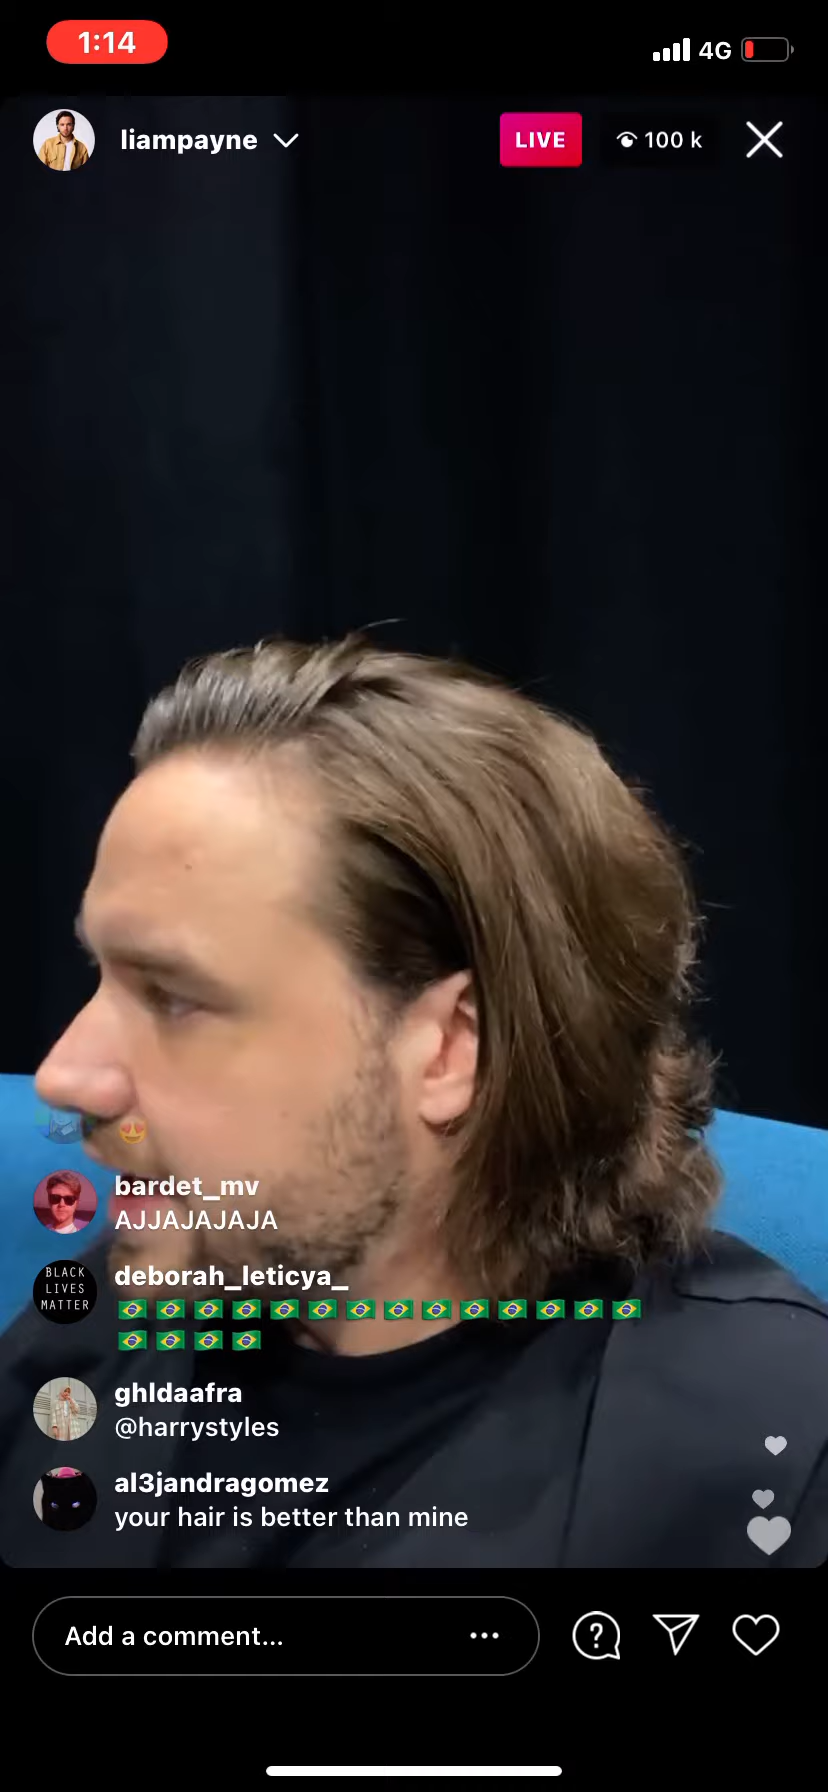 1:14
4G
liampayne
LIVE
100 k
bardet_mv
AJJAJAJAJA
BLACK
LIVES
MATTER
deborah_leticya_
🇧🇷🇧🇷🇧🇷🇧🇷🇧🇷🇧🇷🇧🇷🇧🇷🇧🇷🇧🇷🇧🇷🇧🇷🇧🇷🇧🇷
🇧🇷🇧🇷🇧🇷🇧🇷
ghldaafra
@harrystyles
al3jandragomez
your hair is better than mine
Add a comment...